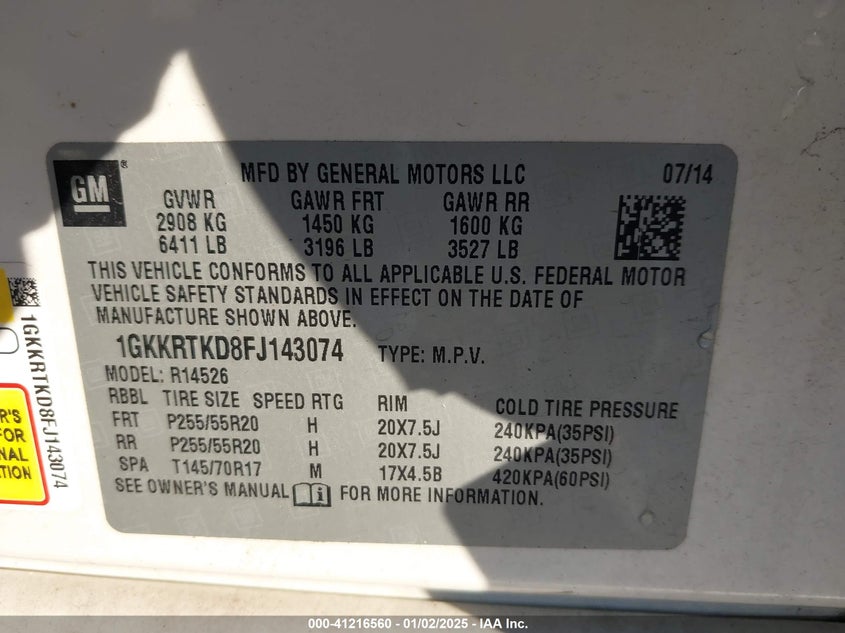 GM
MFD BY GENERAL MOTORS LLC 07/14
GVWR GAWR FRT GAWR RR
2908 KG 1450 KG 1600 KG
6411 LB 3196 LB 3527 LB
THIS VEHICLE CONFORMS TO ALL APPLICABLE U.S. FEDERAL MOTOR
VEHICLE SAFETY STANDARDS IN EFFECT ON THE DATE OF
MANUFACTURE SHOWN ABOVE.
1GKKRTKD8FJ143074 TYPE: M.P.V.
MODEL: R14526
RBBL TIRE SIZE SPEED RTG RIM COLD TIRE PRESSURE
FRT P255/55R20 H 20X7.5J 240KPA(35PSI)
RR P255/55R20 H 20X7.5J 240KPA(35PSI)
SPA T145/70R17 M 17X4.5B 420KPA(60PSI)
SEE OWNER'S MANUAL FOR MORE INFORMATION.
1GKKRTKD8FJ143074
R'S
FOR
NAL
TION
000-41216560 - 01/02/2025 - IAA Inc.